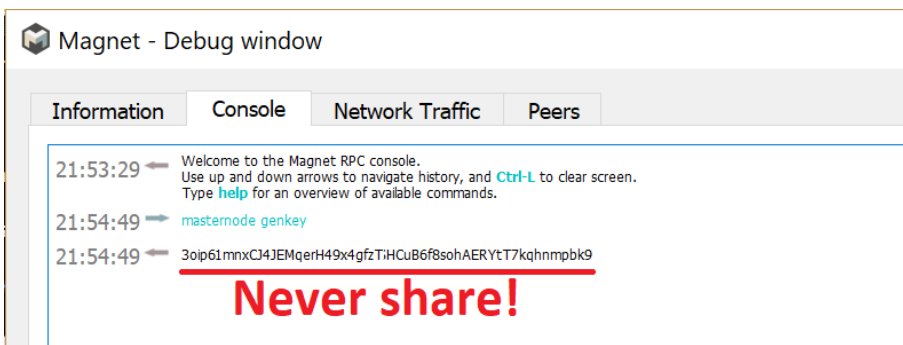 Magnet - Debug window
Information Console Network Traffic Peers
21:53:29 Welcome to the Magnet RPC console.
Use up and down arrows to navigate history, and Ctrl-L to clear screen.
Type help for an overview of available commands.
21:54:49 masternode genkey
21:54:49 3oip61mnxCJ4JEMqerH49x4gfzTiHCuB6f8sohAERYtT7kqhnmpbk9
Never share!